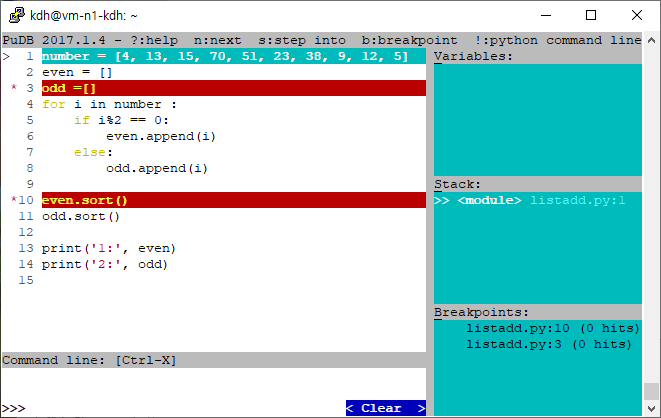 kdh@vm-n1-kdh: ~
PuDB 2017.1.4 - ?:help  n:next  s:step into  b:breakpoint  !:python command line
> 1 number = [4, 13, 15, 70, 51, 23, 38, 9, 12, 5]
2 even = []
* 3 odd =[]
4 for i in number :
5     if i%2 == 0:
6         even.append(i)
7     else:
8         odd.append(i)
9
*10 even.sort()
11 odd.sort()
12
13 print('1:', even)
14 print('2:', odd)
15
Command line: [Ctrl-X]
>>> < Clear  >
Variables:
Stack:
>> <module> listadd.py:1
Breakpoints:
listadd.py:10 (0 hits)
listadd.py:3 (0 hits)